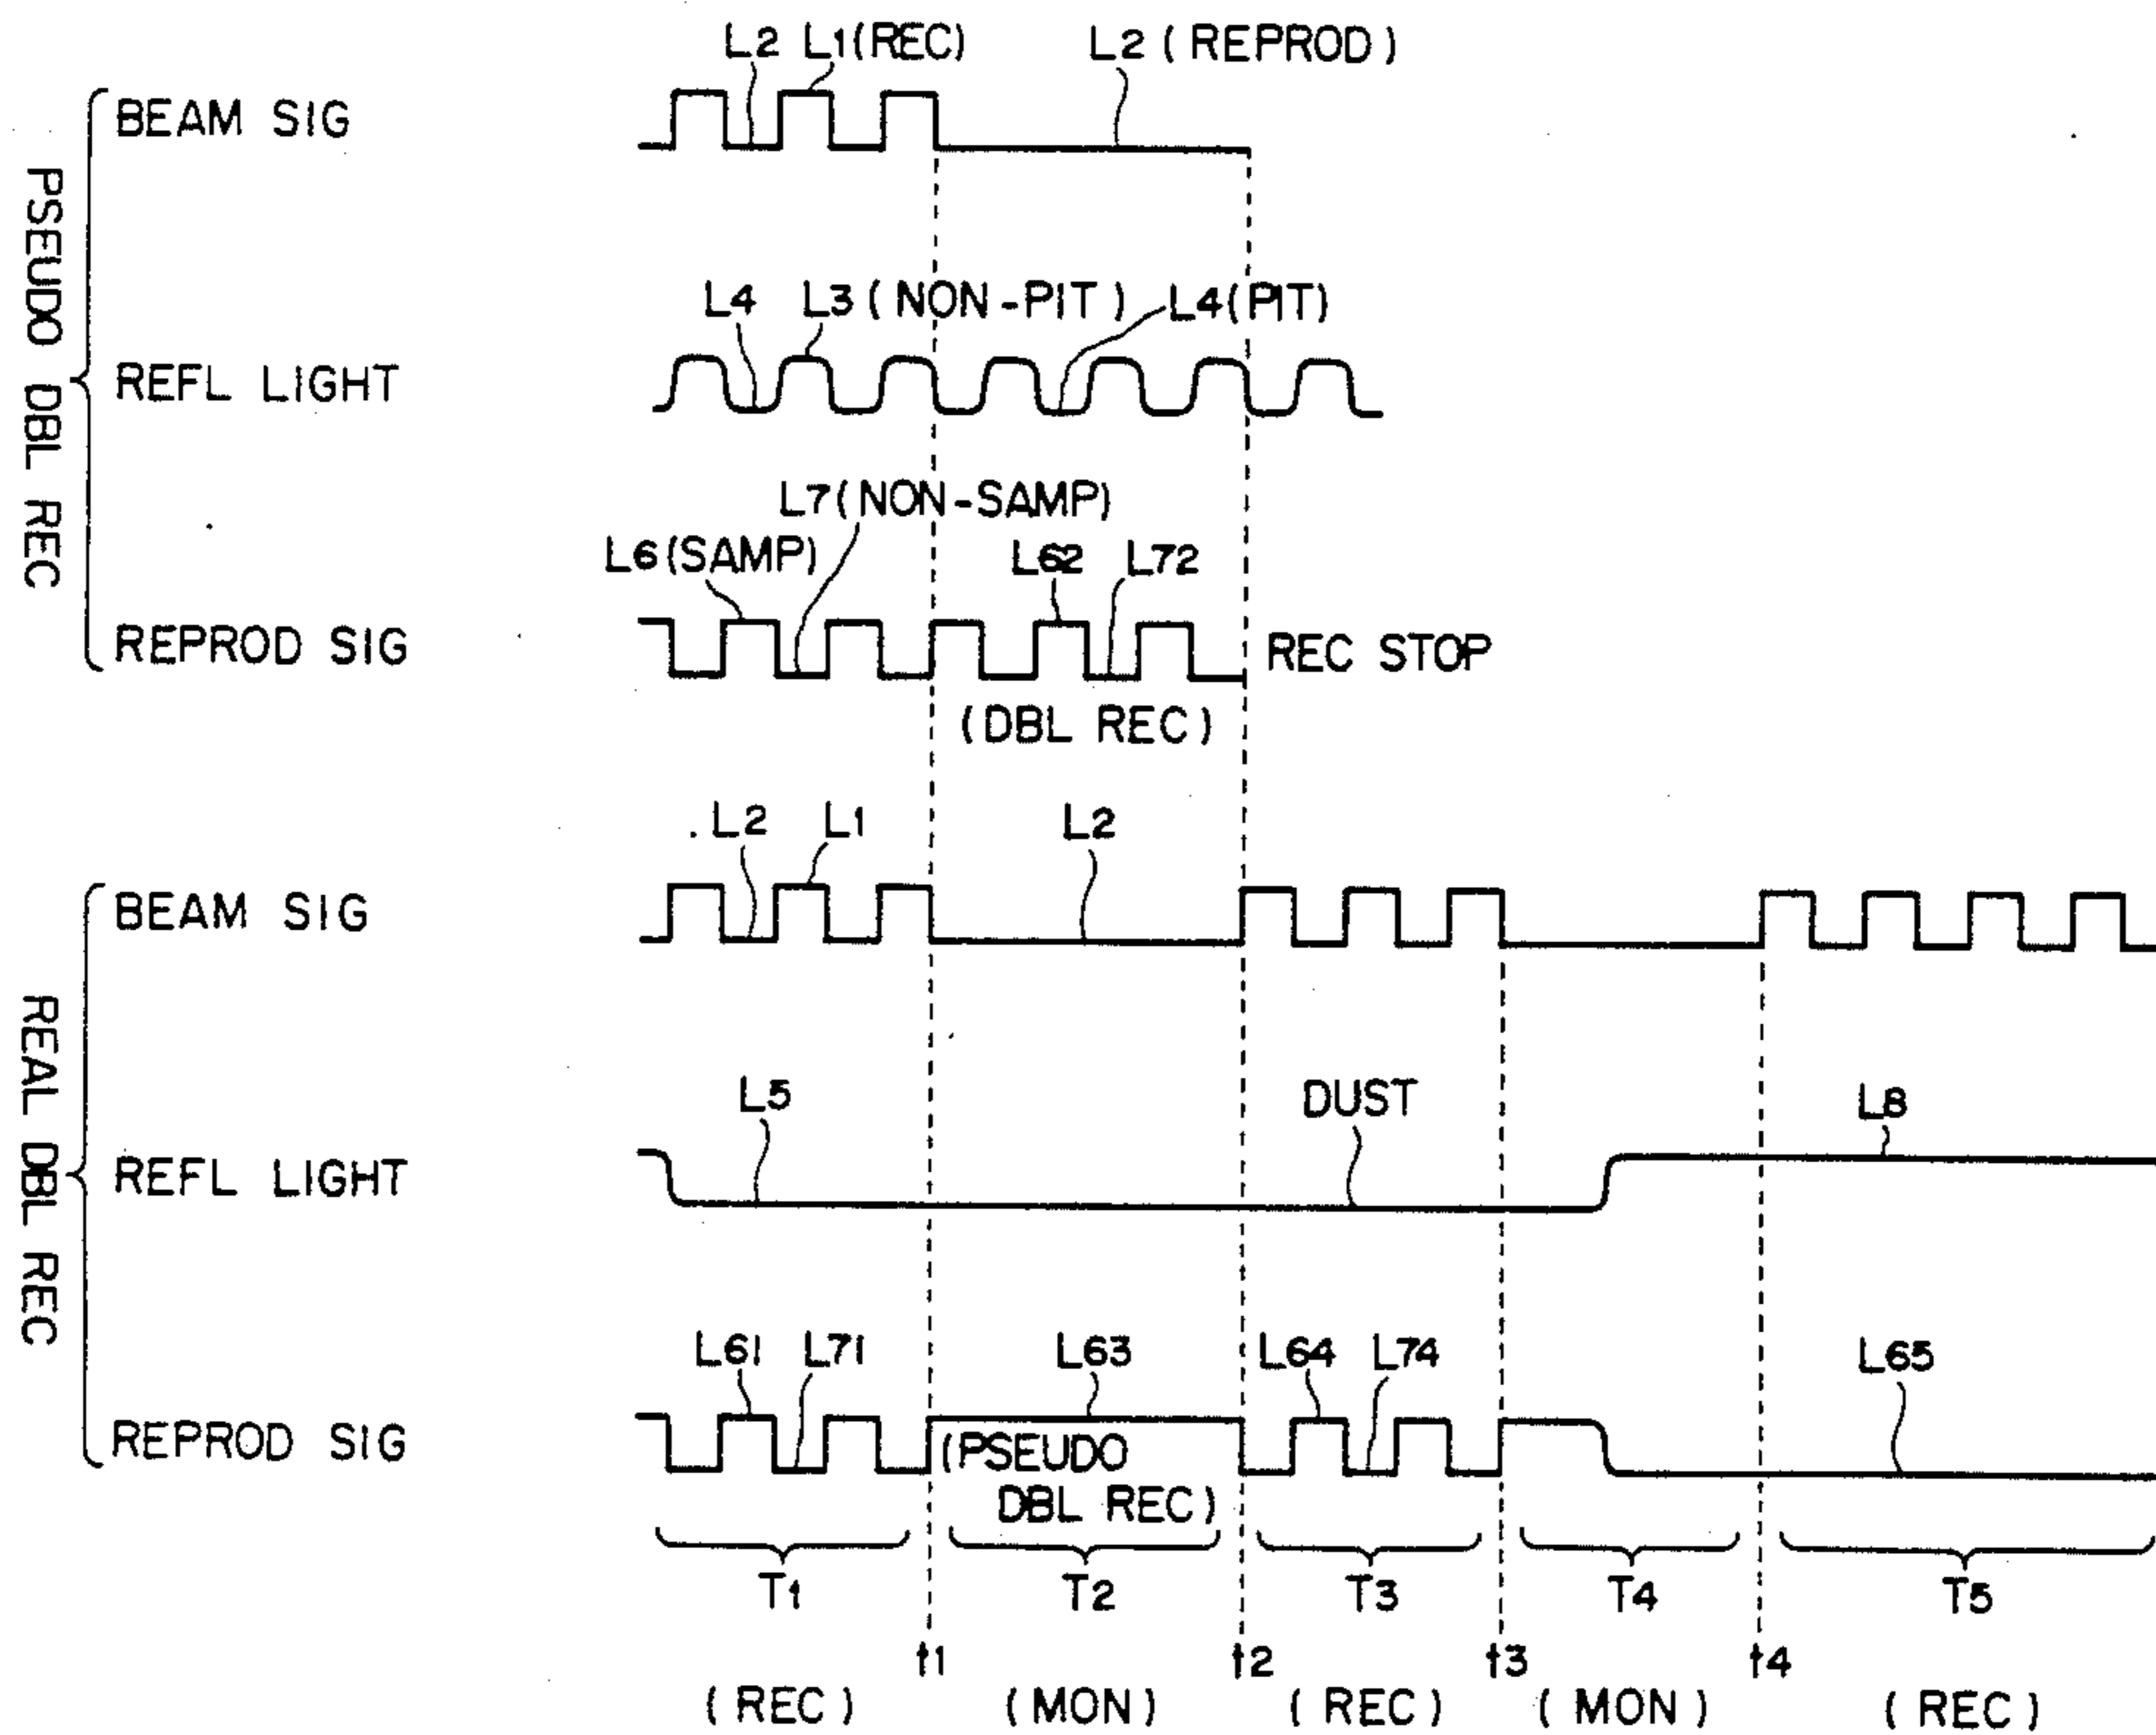 L2 L1(REC) L2 (REPROD)
BEAM SIG
PSEUDO DBL REC
L4 L3 (NON-PIT) L4(PIT)
REFL LIGHT
L7(NON-SAMP)
L6(SAMP) L62 L72
REPROD SIG REC STOP
(DBL REC)
L2 L1 L2
BEAM SIG
REAL DBL REC
L5 DUST L8
REFL LIGHT
L61 L71 L63 L64 L74 L65
REPROD SIG (PSEUDO
DBL REC)
T1 T2 T3 T4 T5
t1 t2 t3 t4
(REC) (MON) (REC) (MON) (REC)